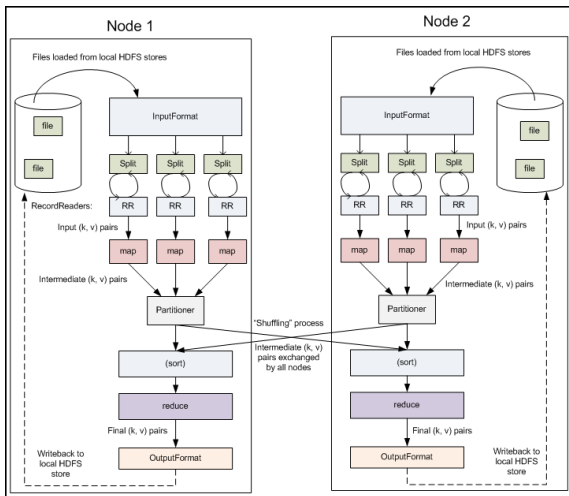 Node 1
Files loaded from local HDFS stores
InputFormat
file
file
Split
Split
Split
RecordReaders:
RR
RR
RR
Input (k, v) pairs
map
map
map
Intermediate (k, v) pairs
Partitioner
"Shuffling" process
Intermediate (k, v)
pairs exchanged
by all nodes
(sort)
reduce
Final (k, v) pairs
Writeback to
local HDFS
store
OutputFormat
Node 2
Files loaded from local HDFS stores
InputFormat
file
file
Split
Split
Split
RR
RR
RR
Input (k, v) pairs
map
map
map
Intermediate (k, v) pairs
Partitioner
(sort)
reduce
Final (k, v) pairs
Writeback to
local HDFS
store
OutputFormat